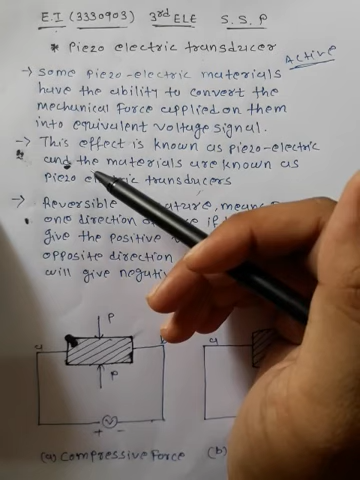 E.I (3330903) 3rd ELE S. S. P
* Piezo electric transducer
Active
→ Some Piezo-electric materials
have the ability to convert the
mechanical force applied on them
into equivalent voltage signal.
→ This effect is known as Piezo-electric
and the materials are known as
Piezo transducers
→ Reversible means
one direction if
give the positive
opposite direction
will give
P
a
a
P
+ -
(a) Compressive Force (b)